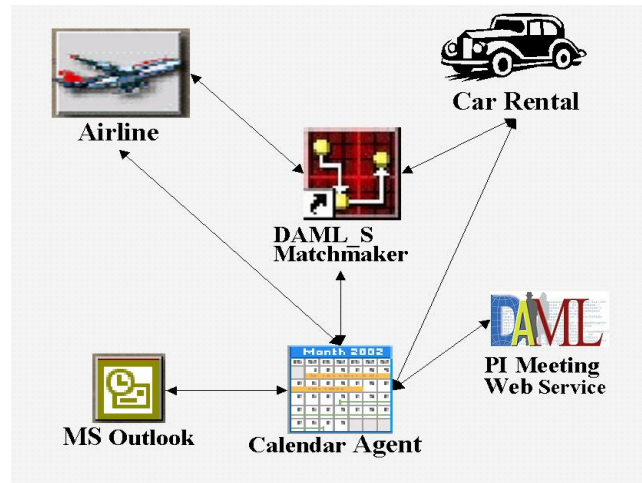 Airline
Car Rental
DAML_S
Matchmaker
DAML
PI Meeting
Web Service
Month 2002
MS Outlook
Calendar Agent